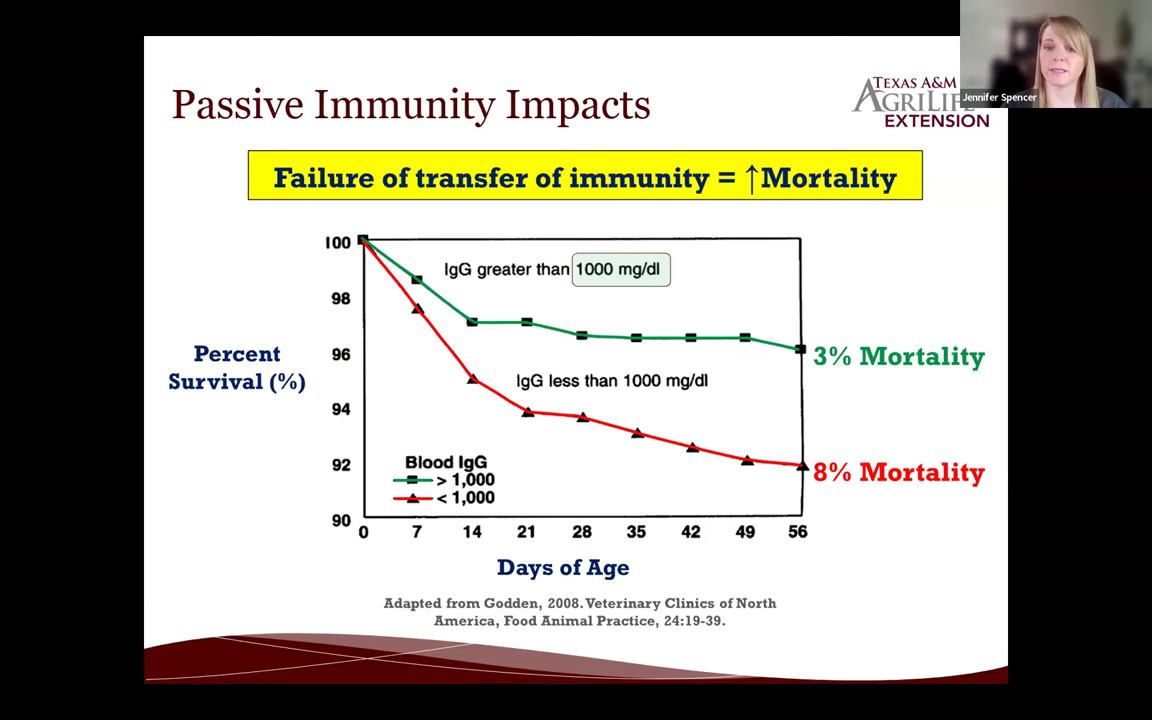 Passive Immunity Impacts
TEXAS A&M
AGRILIFE
EXTENSION
Jennifer Spencer
Failure of transfer of immunity = ↑Mortality
100
98
96
94
92
90
Percent
Survival (%)
IgG greater than 1000 mg/dl
IgG less than 1000 mg/dl
3% Mortality
8% Mortality
Blood IgG
> 1,000
< 1,000
0 7 14 21 28 35 42 49 56
Days of Age
Adapted from Godden, 2008. Veterinary Clinics of North
America, Food Animal Practice, 24:19-39.